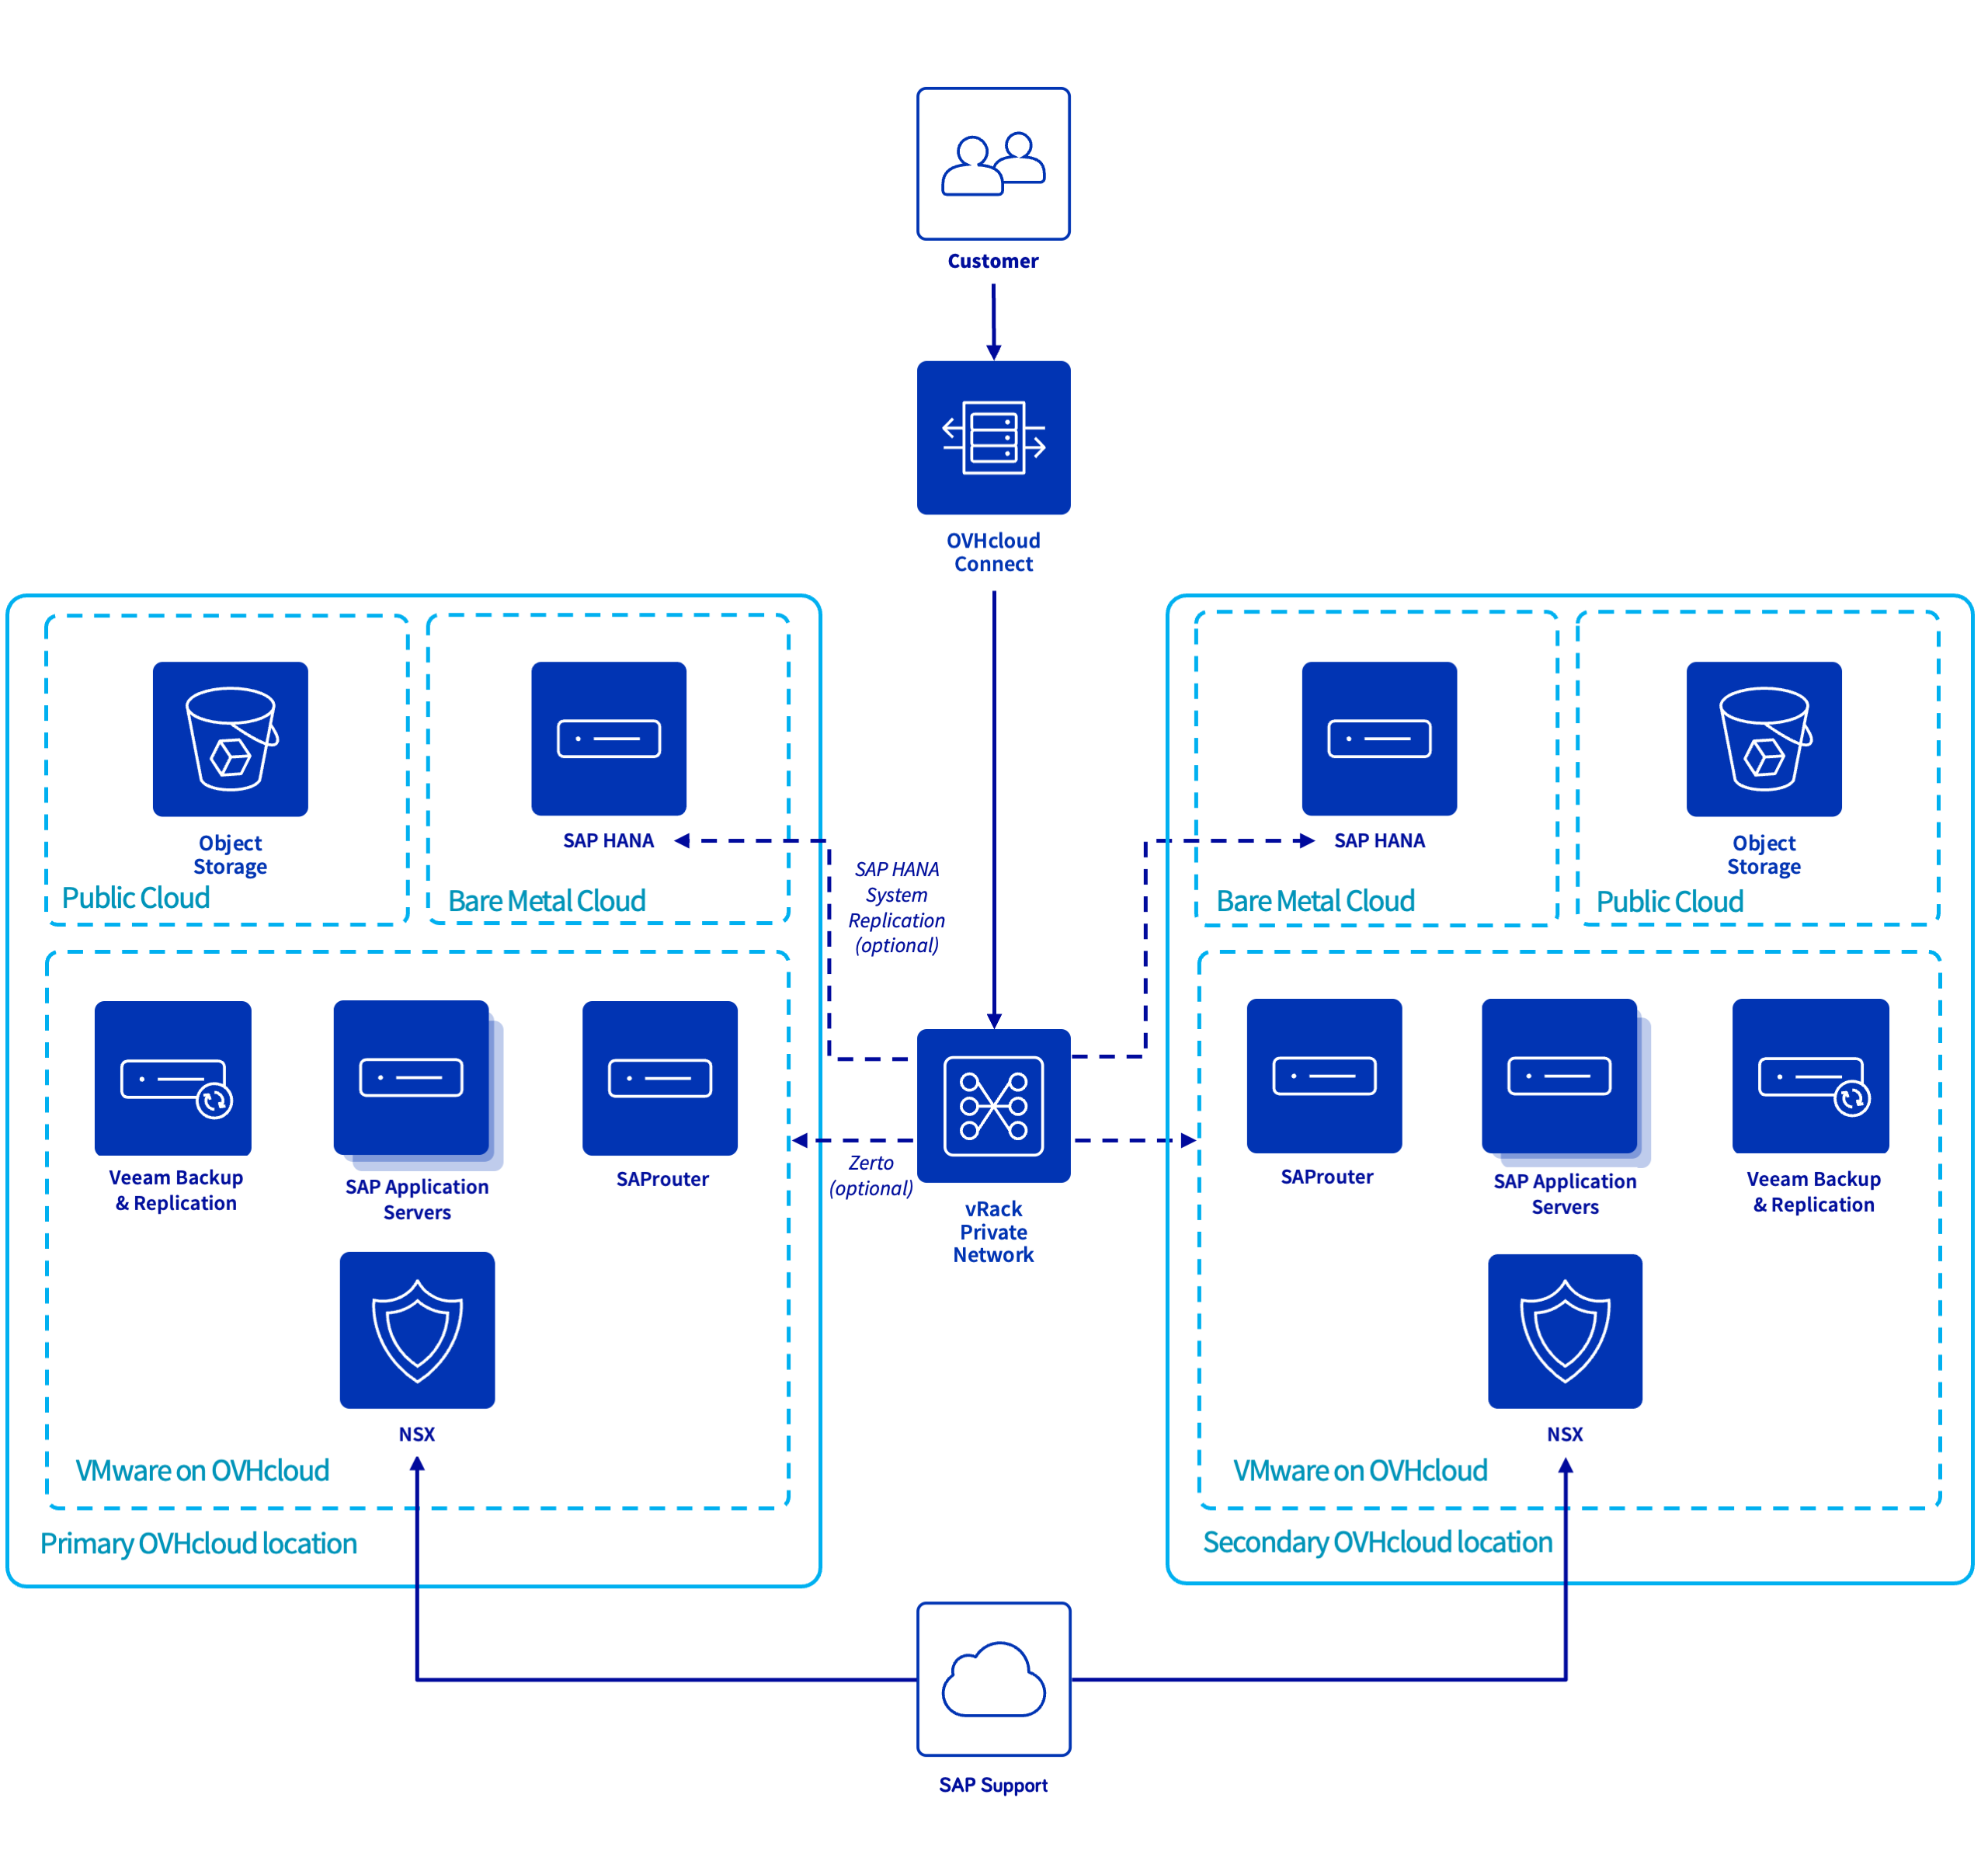 Customer
OVHcloud
Connect
Object
Storage
Public Cloud
SAP HANA
Bare Metal Cloud
SAP HANA
System
Replication
(optional)
SAP HANA
Bare Metal Cloud
Object
Storage
Public Cloud
Veeam Backup
& Replication
SAP Application
Servers
SAProuter
NSX
VMware on OVHcloud
Primary OVHcloud location
Zerto
(optional)
vRack
Private
Network
SAProuter
SAP Application
Servers
Veeam Backup
& Replication
NSX
VMware on OVHcloud
Secondary OVHcloud location
SAP Support